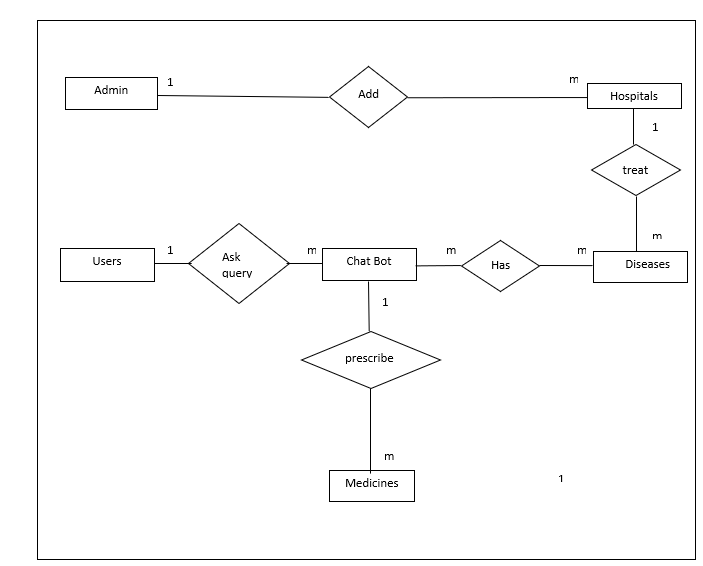 Admin
1
Add
m
Hospitals
1
treat
m
Users
1
Ask
query
m
Chat Bot
m
Has
m
Diseases
1
prescribe
m
Medicines
1